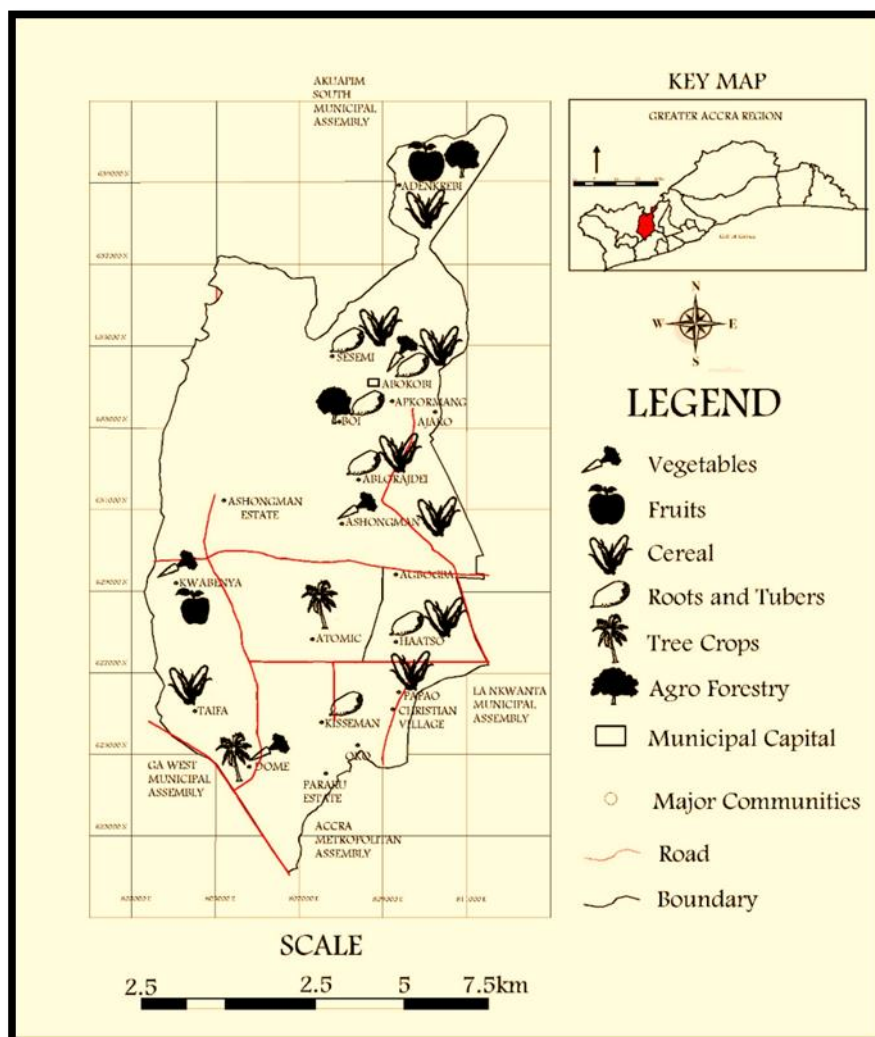 AKUAPIM
SOUTH
MUNICIPAL
ASSEMBLY
KEY MAP
GREATER ACCRA REGION
ADENKREBI
N
W E
S
SESEMI
ABOKOBI
APKORMANG
BOI
AJAKO
ABLORAJDEI
ASHONGMAN
ESTATE
ASHONGMAN
AGBOGBA
KWABENYA
ATOMIC
HAATSO
TAIFA
PAPAO
CHRISTIAN
VILLAGE
KISSEMAN
LA NKWANTA
MUNICIPAL
ASSEMBLY
DOME
GA WEST
MUNICIPAL
ASSEMBLY
ESTATE
ACCRA
METROPOLITAN
ASSEMBLY
LEGEND
Vegetables
Fruits
Cereal
Roots and Tubers
Tree Crops
Agro Forestry
Municipal Capital
Major Communities
Road
Boundary
SCALE
2.5 2.5 5 7.5km